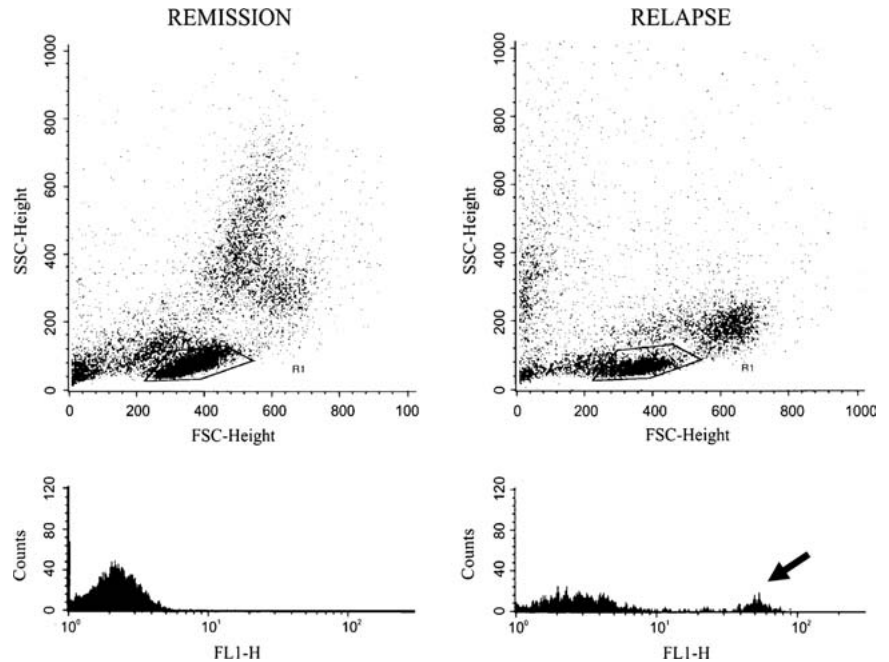 REMISSION
RELAPSE
SSC-Height
0 200 400 600 800 1000
R1
0 200 400 600 800 100
FSC-Height
SSC-Height
0 200 400 600 800 1000
R1
0 200 400 600 800 1000
FSC-Height
Counts
0 40 80 120
10^0 10^1 10^2
FL1-H
Counts
0 40 80 120
10^0 10^1 10^2
FL1-H